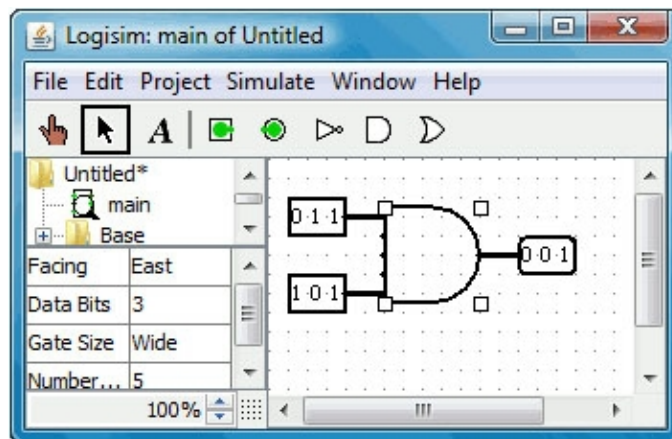 Logisim: main of Untitled
File Edit Project Simulate Window Help
A
Untitled*
main
Base
Facing East
Data Bits 3
Gate Size Wide
Number... 5
100%
0 1 1
1 0 1
0 0 1